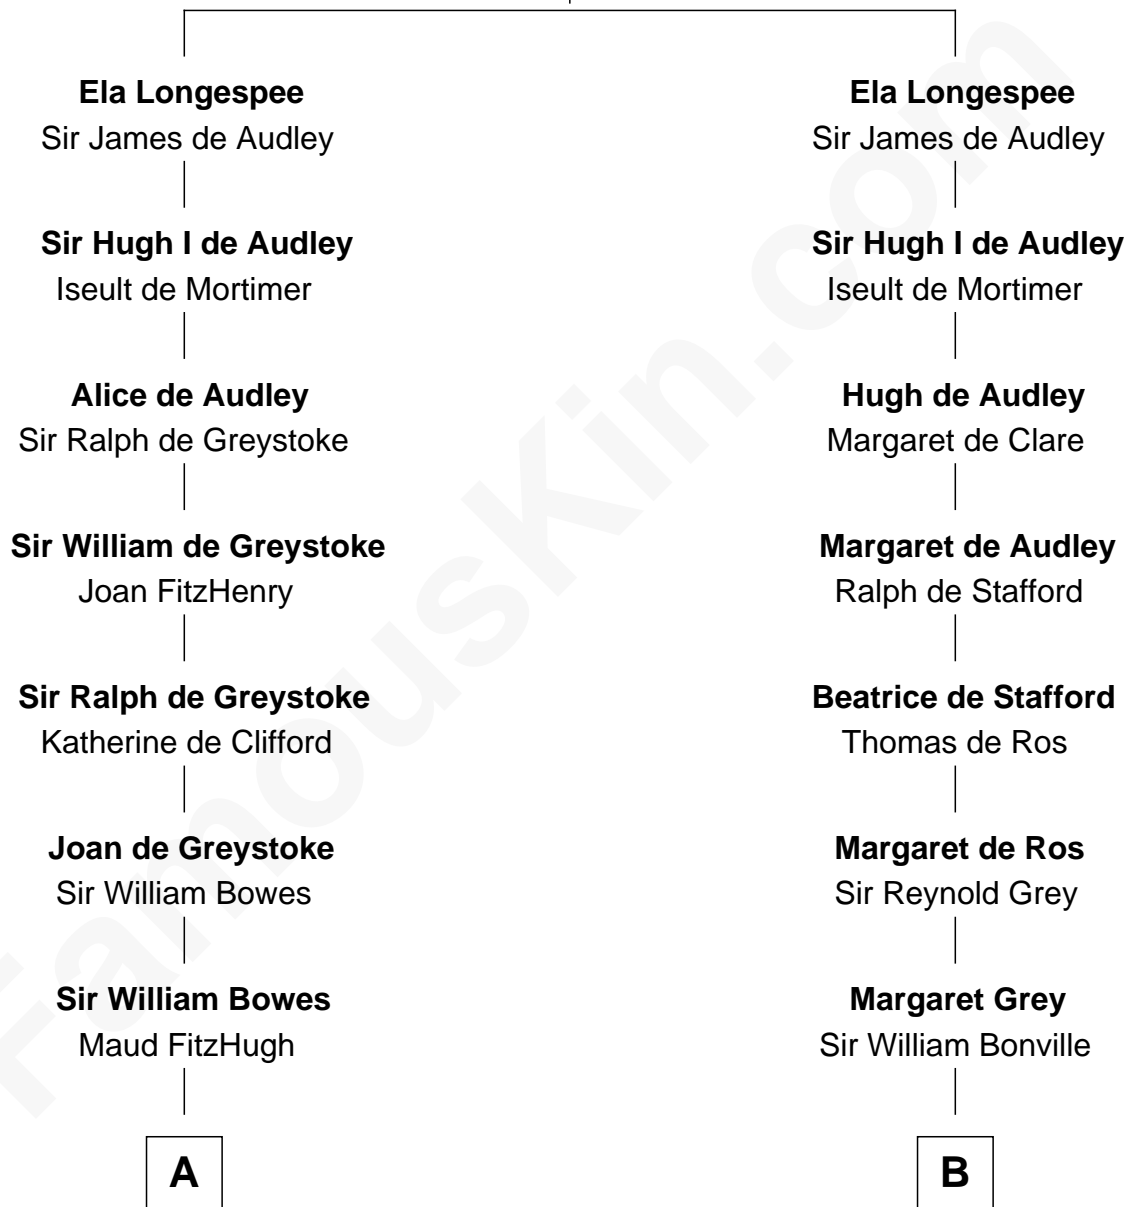 Ela Longespee
Sir James de Audley
Sir Hugh I de Audley
Iseult de Mortimer
Alice de Audley
Sir Ralph de Greystoke
Sir William de Greystoke
Joan FitzHenry
Sir Ralph de Greystoke
Katherine de Clifford
Joan de Greystoke
Sir William Bowes
Sir William Bowes
Maud FitzHugh
A
Ela Longespee
Sir James de Audley
Sir Hugh I de Audley
Iseult de Mortimer
Hugh de Audley
Margaret de Clare
Margaret de Audley
Ralph de Stafford
Beatrice de Stafford
Thomas de Ros
Margaret de Ros
Sir Reynold Grey
Margaret Grey
Sir William Bonville
B
FamousKin.com